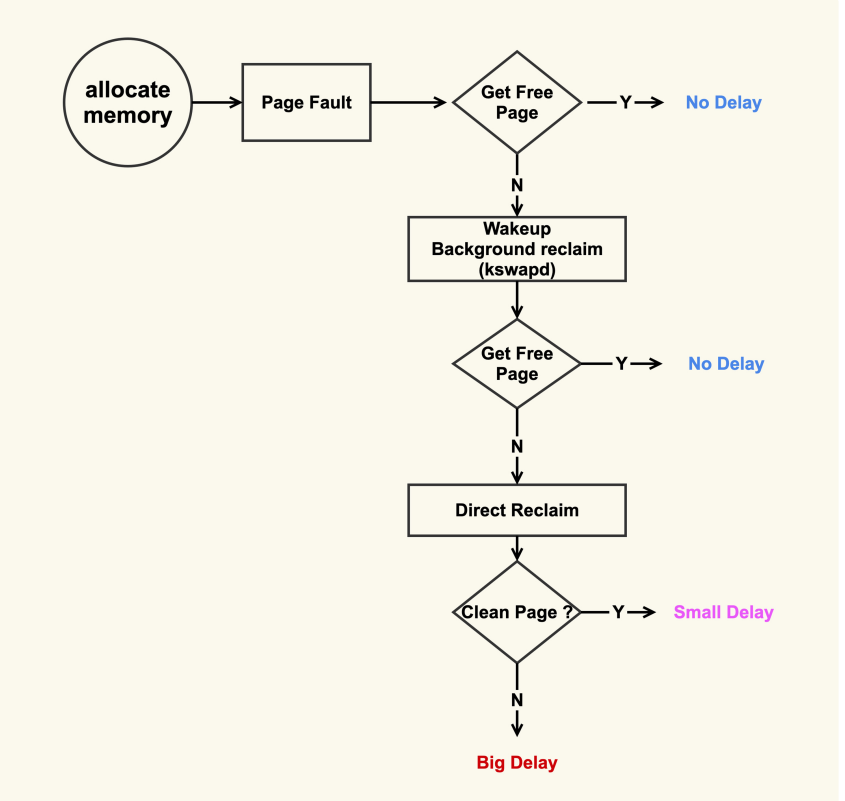 allocate
memory
Page Fault
Get Free
Page
Y
No Delay
N
Wakeup
Background reclaim
(kswapd)
Get Free
Page
Y
No Delay
N
Direct Reclaim
Clean Page ?
Y
Small Delay
N
Big Delay